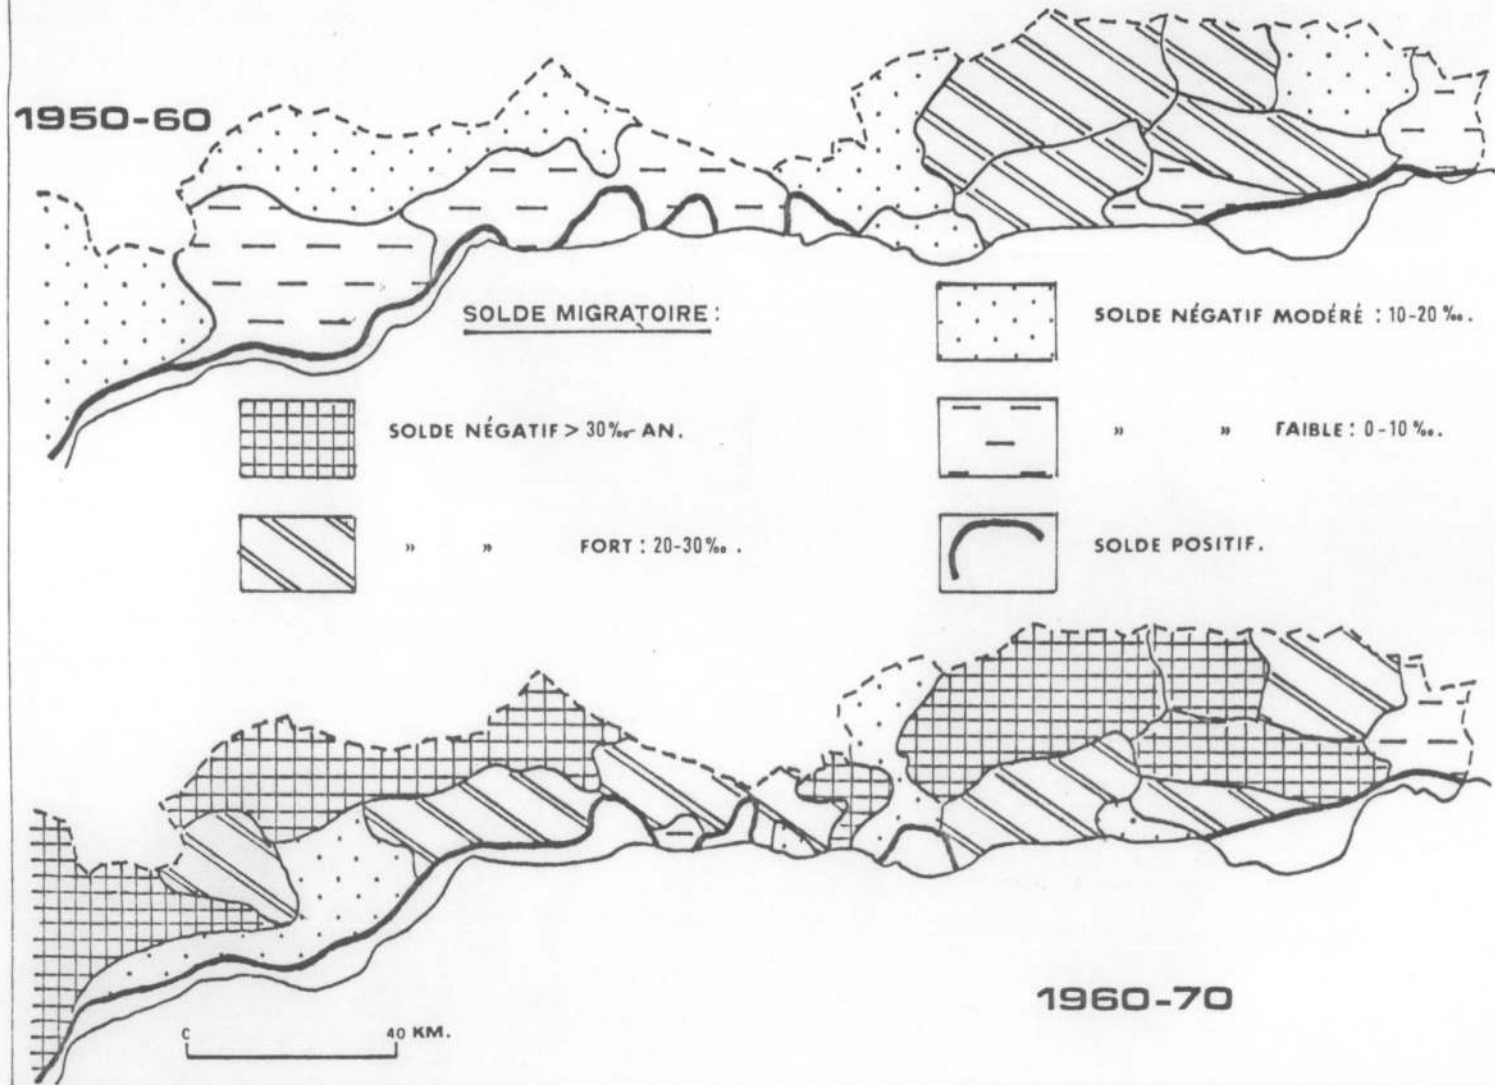 1950-60
SOLDE MIGRATOIRE:
SOLDE NÉGATIF > 30‰ AN.
" " FORT : 20-30‰.
SOLDE NÉGATIF MODÉRÉ : 10-20‰.
" " FAIBLE : 0-10‰.
SOLDE POSITIF.
1960-70
0 40 KM.